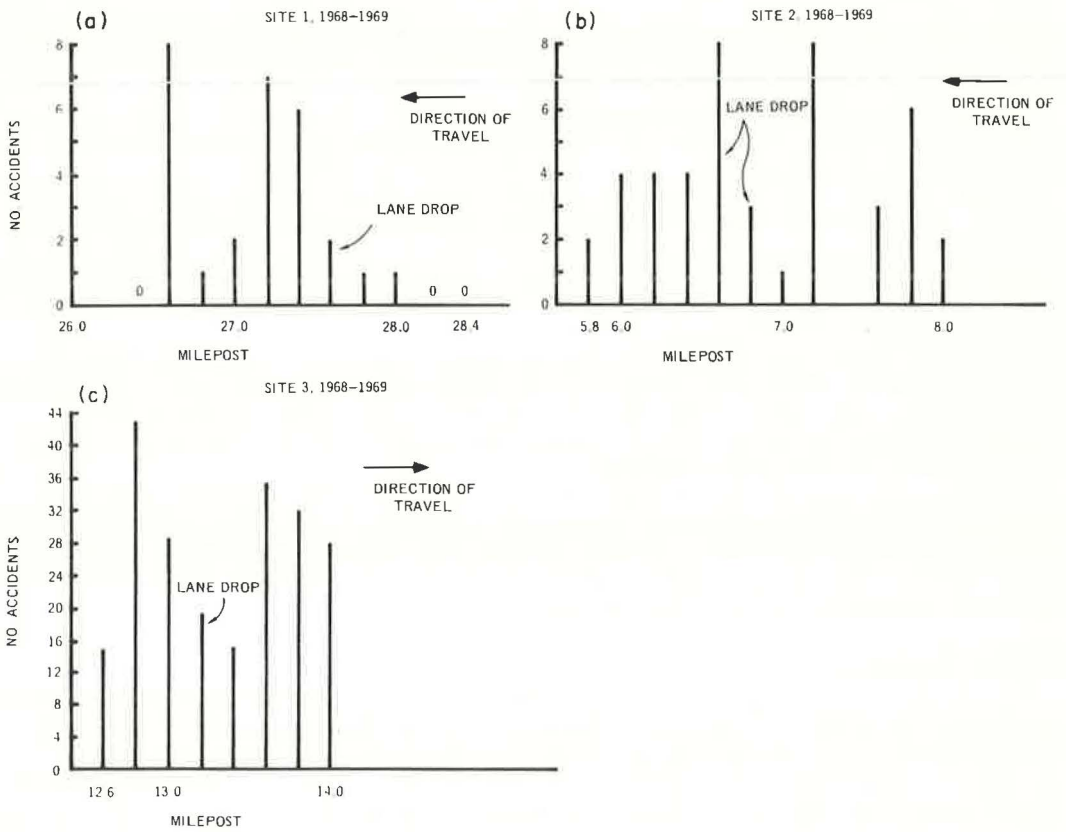 (a)
SITE 1, 1968-1969
8
6
4
2
0
NO ACCIDENTS
DIRECTION OF
TRAVEL
LANE DROP
0
0 0
26.0 27.0 28.0 28.4
MILEPOST
(b)
SITE 2, 1968-1969
8
6
4
2
0
LANE DROP
DIRECTION OF
TRAVEL
5.8 6.0 7.0 8.0
MILEPOST
(c)
SITE 3, 1968-1969
44
40
36
32
28
24
20
16
12
8
4
0
NO ACCIDENTS
DIRECTION OF
TRAVEL
LANE DROP
12.6 13.0 14.0
MILEPOST